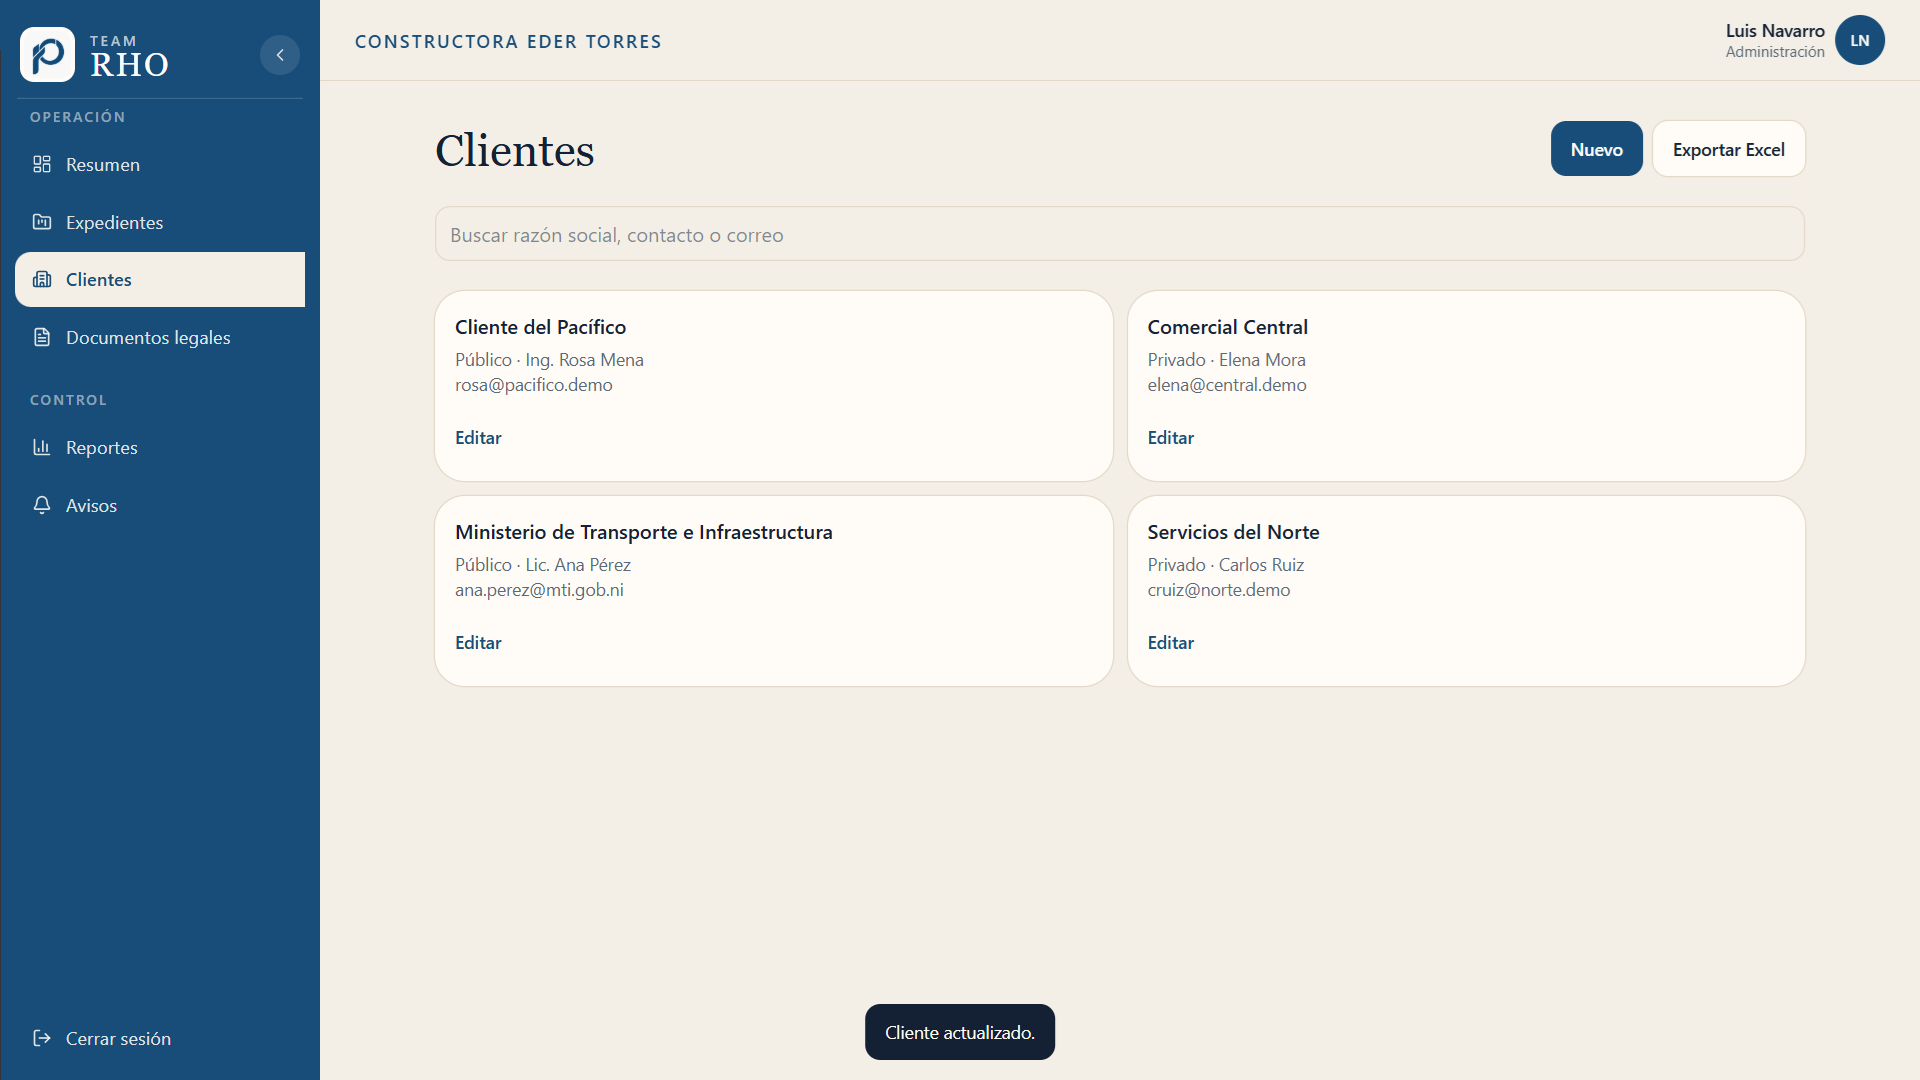 TEAM
RHO
OPERACIÓN
Resumen
Expedientes
Clientes
Documentos legales
CONTROL
Reportes
Avisos
Cerrar sesión
CONSTRUCTORA EDER TORRES
Luis Navarro
Administración
LN
Clientes
Nuevo
Exportar Excel
Buscar razón social, contacto o correo
Cliente del Pacífico
Público · Ing. Rosa Mena
rosa@pacifico.demo
Editar
Comercial Central
Privado · Elena Mora
elena@central.demo
Editar
Ministerio de Transporte e Infraestructura
Público · Lic. Ana Pérez
ana.perez@mti.gob.ni
Editar
Servicios del Norte
Privado · Carlos Ruiz
cruiz@norte.demo
Editar
Cliente actualizado.